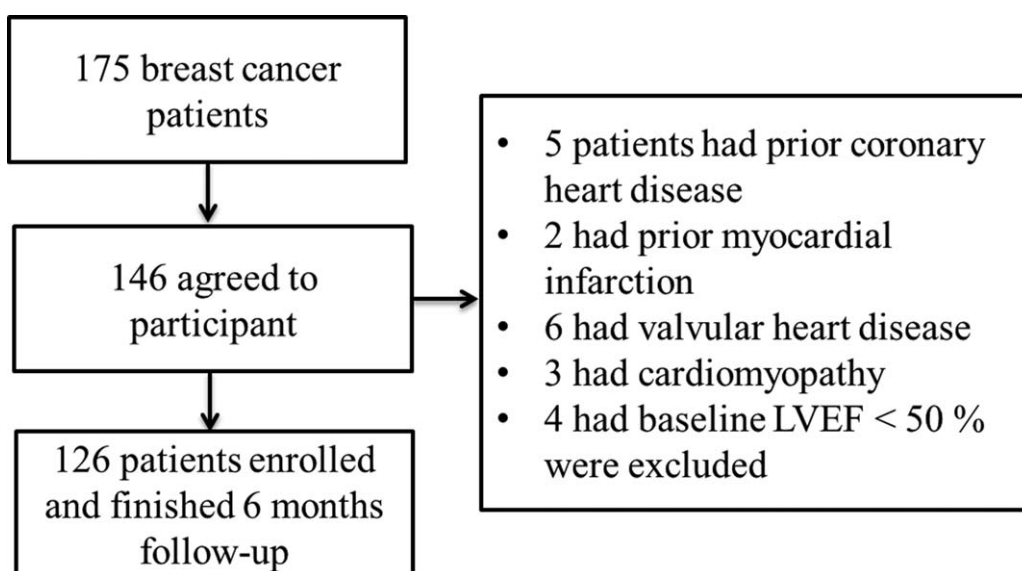 175 breast cancer
patients
146 agreed to
participant
126 patients enrolled
and finished 6 months
follow-up
• 5 patients had prior coronary
heart disease
• 2 had prior myocardial
infarction
• 6 had valvular heart disease
• 3 had cardiomyopathy
• 4 had baseline LVEF < 50 %
were excluded